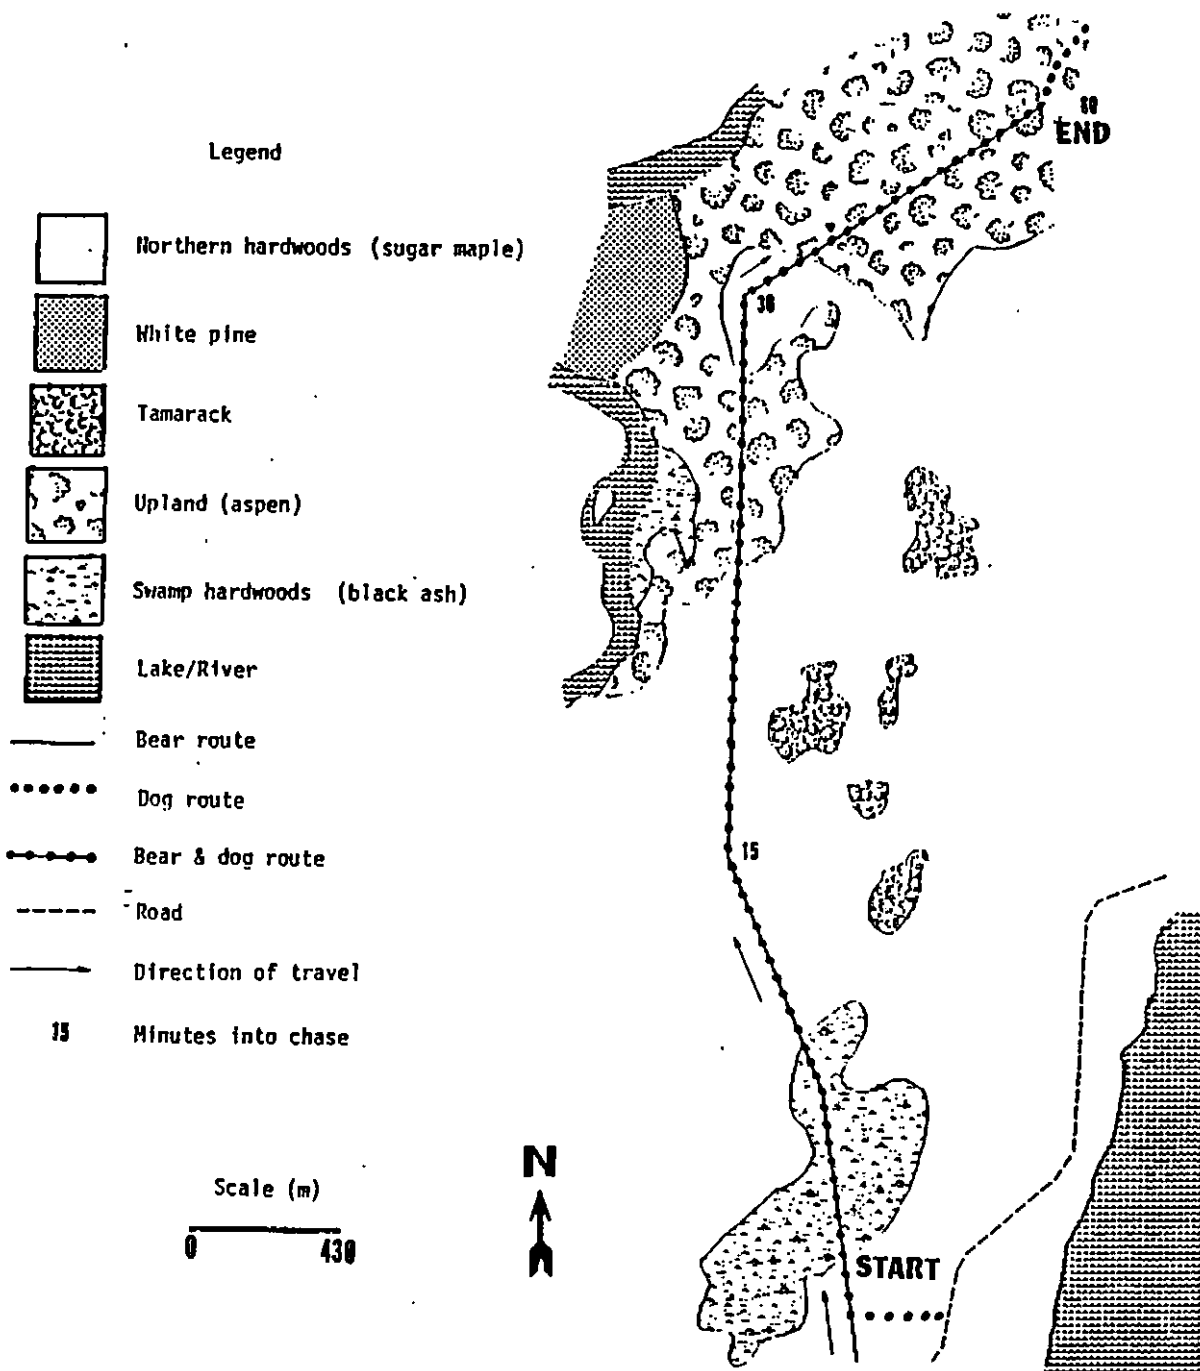 Legend
Northern hardwoods (sugar maple)
White pine
Tamarack
Upland (aspen)
Swamp hardwoods (black ash)
Lake/River
Bear route
Dog route
Bear & dog route
Road
Direction of travel
15 Minutes into chase
Scale (m)
0 430
N
END
30
15
START